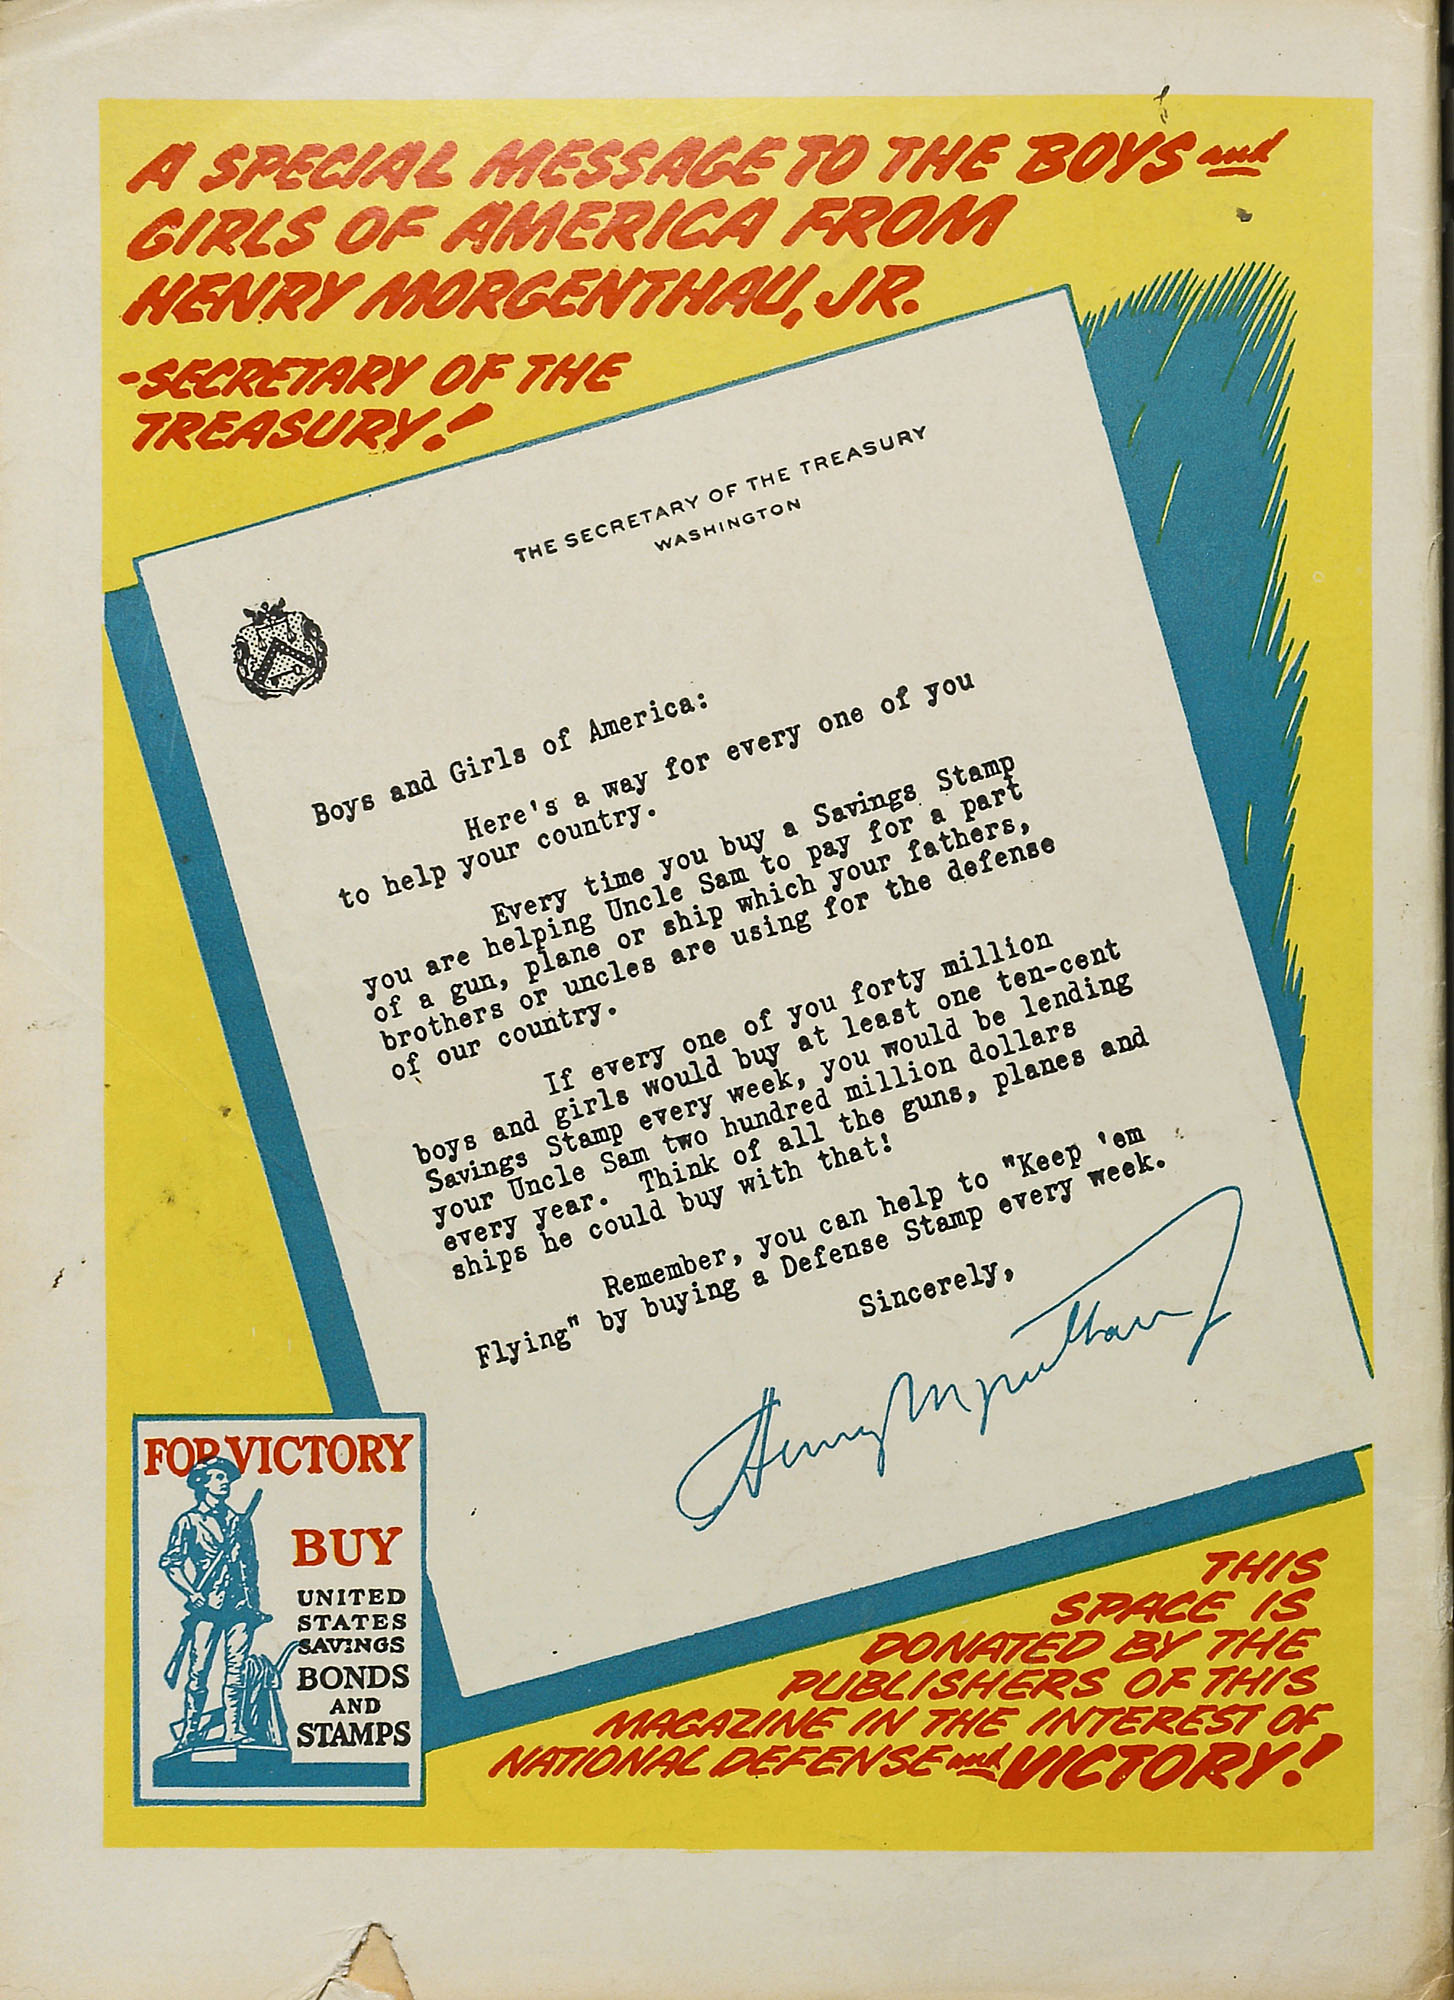 A SPECIAL MESSAGE TO THE BOYS and
GIRLS OF AMERICA FROM
HENRY MORGENTHAU, JR.
-SECRETARY OF THE
TREASURY!
THE SECRETARY OF THE TREASURY
WASHINGTON
Boys and Girls of America:
Here's a way for every one of you
to help your country.
Every time you buy a Savings Stamp
you are helping Uncle Sam to pay for a part
of a gun, plane or ship which your fathers,
brothers or uncles are using for the defense
of our country.
If every one of you forty million
boys and girls would buy at least one ten-cent
Savings Stamp every week, you would be lending
your Uncle Sam two hundred million dollars
every year. Think of all the guns, planes and
ships he could buy with that!
Remember, you can help to "Keep 'em
Flying" by buying a Defense Stamp every week.
Sincerely,
Henry Morgenthau Jr
FOR VICTORY
BUY
UNITED
STATES
SAVINGS
BONDS
AND
STAMPS
THIS
SPACE IS
DONATED BY THE
PUBLISHERS OF THIS
MAGAZINE IN THE INTEREST OF
NATIONAL DEFENSE and VICTORY!